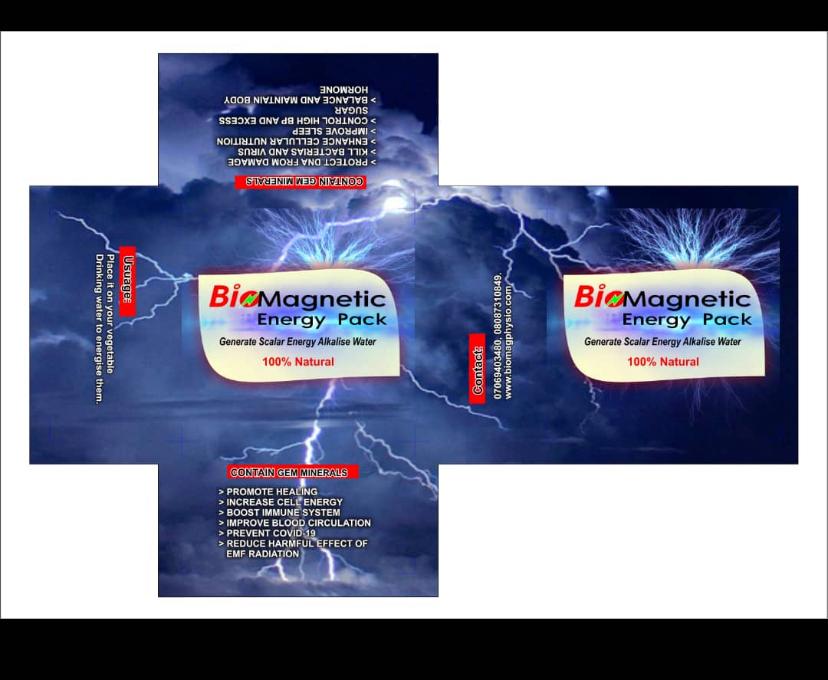 CONTAIN GEM MINERALS
> PROTECT DNA FROM DAMAGE
> KILL BACTERIAS AND VIRUS
> ENHANCE CELLULAR NUTRITION
> IMPROVE SLEEP
> CONTROL HIGH BP AND EXCESS
SUGAR
> BALANCE AND MAINTAIN BODY
HORMONE
Usuage:
Place it on your vegetable
Drinking water to energise them.
BioMagnetic
Energy Pack
Generate Scalar Energy Alkalise Water
100% Natural
Contact:
07069403480, 08087310849.
www.biomagphysio.com
BioMagnetic
Energy Pack
Generate Scalar Energy Alkalise Water
100% Natural
CONTAIN GEM MINERALS
> PROMOTE HEALING
> INCREASE CELL ENERGY
> BOOST IMMUNE SYSTEM
> IMPROVE BLOOD CIRCULATION
> PREVENT COVID-19
> REDUCE HARMFUL EFFECT OF
EMF RADIATION